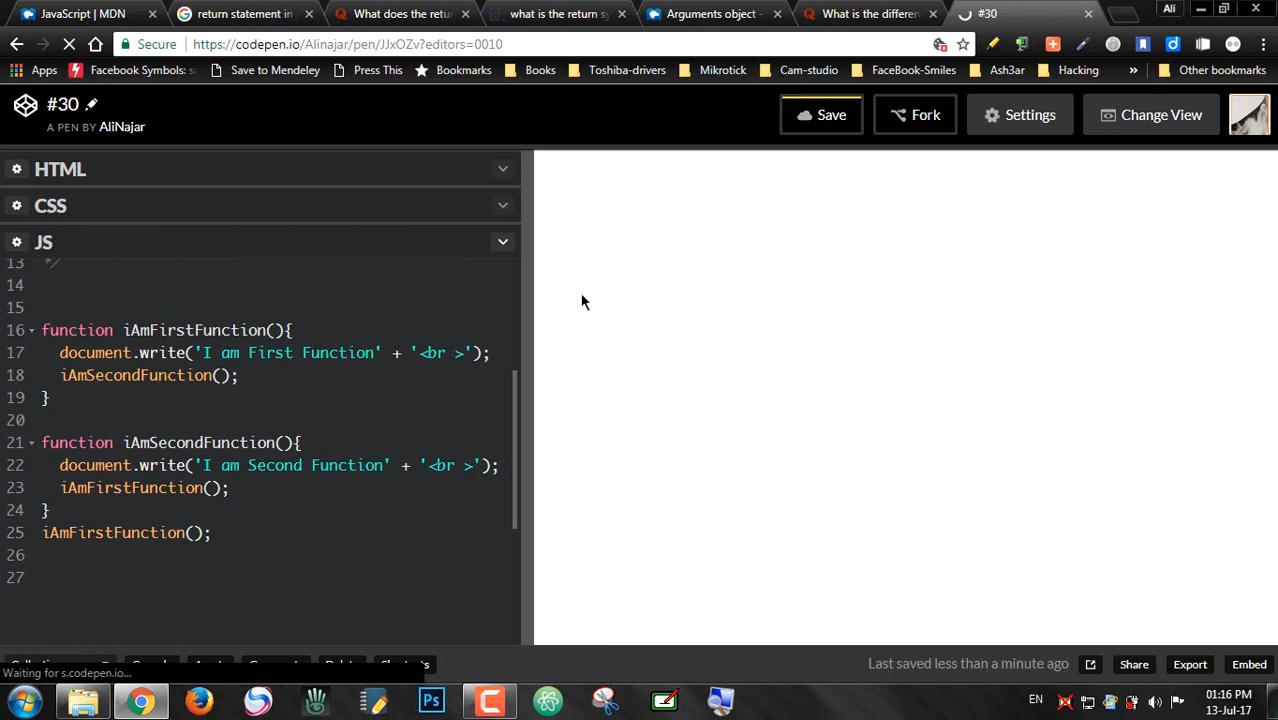 JavaScript | MDN
return statement in
What does the retu
what is the return sy
Arguments object -
What is the differen
#30
Ali
Secure
https://codepen.io/Alinajar/pen/JJxOZv?editors=0010
Apps
Facebook Symbols: s
Save to Mendeley
Press This
Bookmarks
Books
Toshiba-drivers
Mikrotick
Cam-studio
FaceBook-Smiles
Ash3ar
Hacking
»
Other bookmarks
#30
A PEN BY AliNajar
Save
Fork
Settings
Change View
HTML
CSS
JS
13 */
14
15
16 function iAmFirstFunction(){
17 document.write('I am First Function' + '<br >');
18 iAmSecondFunction();
19 }
20
21 function iAmSecondFunction(){
22 document.write('I am Second Function' + '<br >');
23 iAmFirstFunction();
24 }
25 iAmFirstFunction();
26
27
Waiting for s.codepen.io...
Shortcuts
Last saved less than a minute ago
Share
Export
Embed
Ps
EN
01:16 PM
13-Jul-17